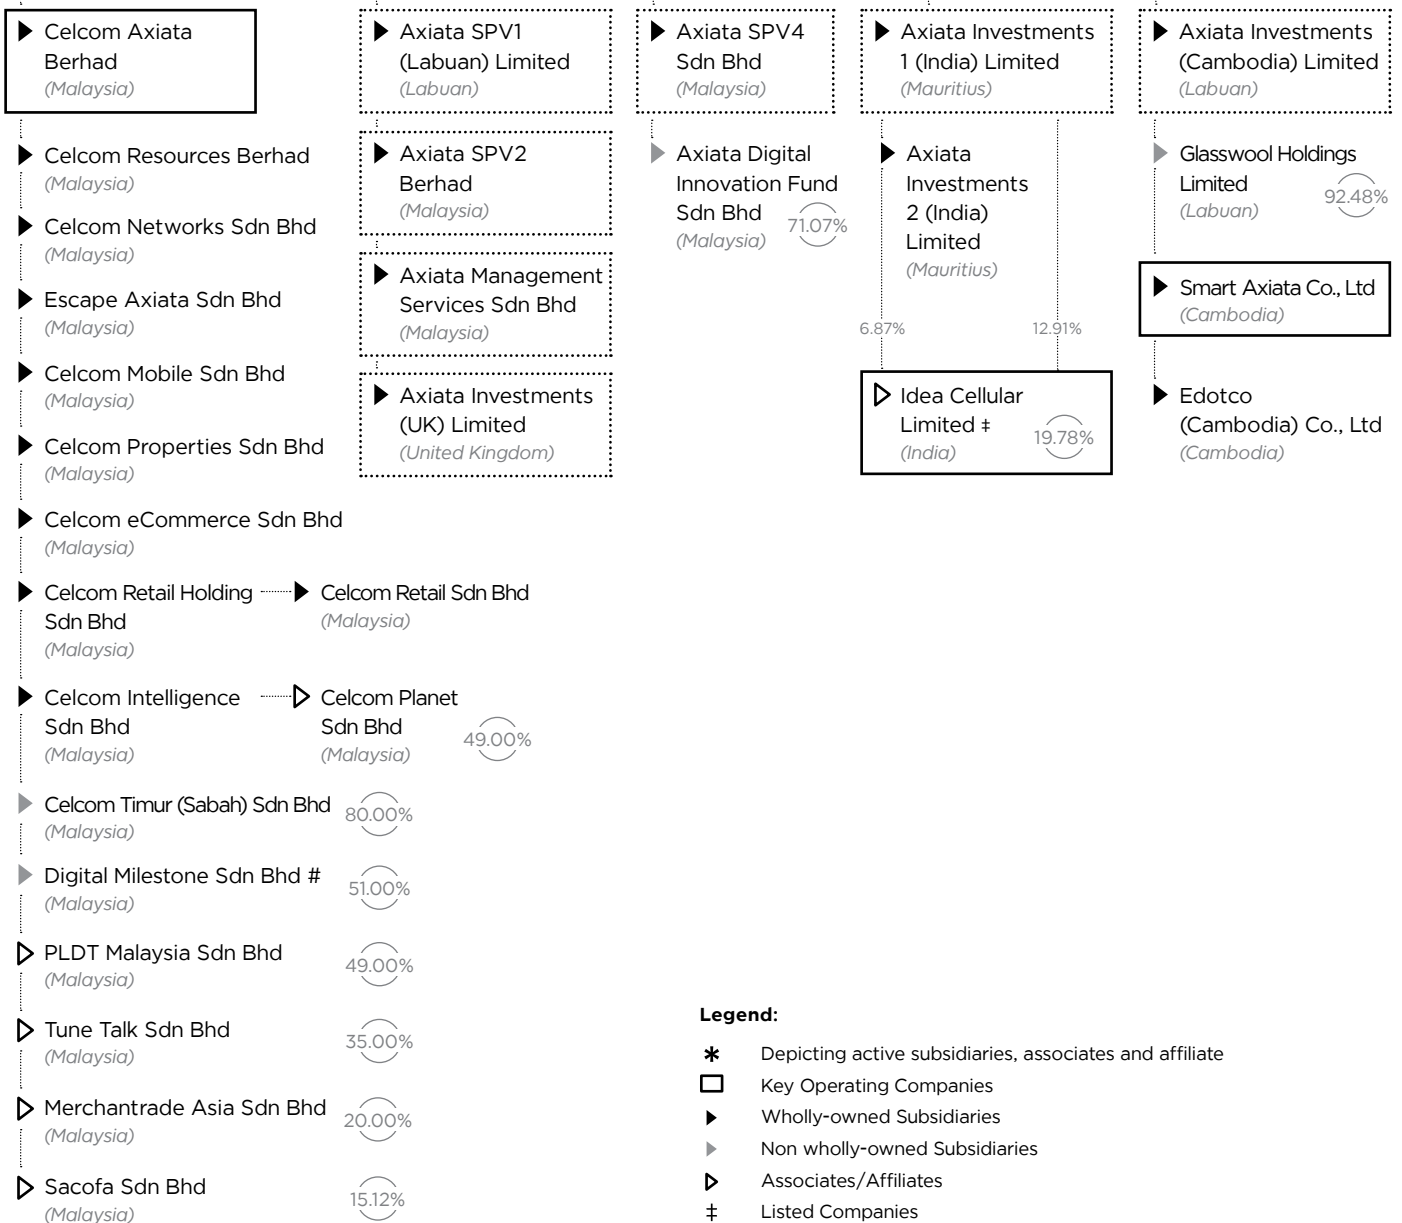 Celcom Axiata
Berhad
(Malaysia)
Celcom Resources Berhad
(Malaysia)
Celcom Networks Sdn Bhd
(Malaysia)
Escape Axiata Sdn Bhd
(Malaysia)
Celcom Mobile Sdn Bhd
(Malaysia)
Celcom Properties Sdn Bhd
(Malaysia)
Celcom eCommerce Sdn Bhd
(Malaysia)
Celcom Retail Holding
Sdn Bhd
(Malaysia)
Celcom Retail Sdn Bhd
(Malaysia)
Celcom Intelligence
Sdn Bhd
(Malaysia)
Celcom Planet
Sdn Bhd
(Malaysia)
49.00%
Celcom Timur (Sabah) Sdn Bhd
(Malaysia)
80.00%
Digital Milestone Sdn Bhd #
(Malaysia)
51.00%
PLDT Malaysia Sdn Bhd
(Malaysia)
49.00%
Tune Talk Sdn Bhd
(Malaysia)
35.00%
Merchantrade Asia Sdn Bhd
(Malaysia)
20.00%
Sacofa Sdn Bhd
(Malaysia)
15.12%
Axiata SPV1
(Labuan) Limited
(Labuan)
Axiata SPV2
Berhad
(Malaysia)
Axiata Management
Services Sdn Bhd
(Malaysia)
Axiata Investments
(UK) Limited
(United Kingdom)
Axiata SPV4
Sdn Bhd
(Malaysia)
Axiata Digital
Innovation Fund
Sdn Bhd
(Malaysia)
71.07%
Axiata Investments
1 (India) Limited
(Mauritius)
Axiata
Investments
2 (India)
Limited
(Mauritius)
6.87%
12.91%
Idea Cellular
Limited ‡
(India)
19.78%
Axiata Investments
(Cambodia) Limited
(Labuan)
Glasswool Holdings
Limited
(Labuan)
92.48%
Smart Axiata Co., Ltd
(Cambodia)
Edotco
(Cambodia) Co., Ltd
(Cambodia)
Legend:
* Depicting active subsidiaries, associates and affiliate
Key Operating Companies
Wholly-owned Subsidiaries
Non wholly-owned Subsidiaries
Associates/Affiliates
‡ Listed Companies